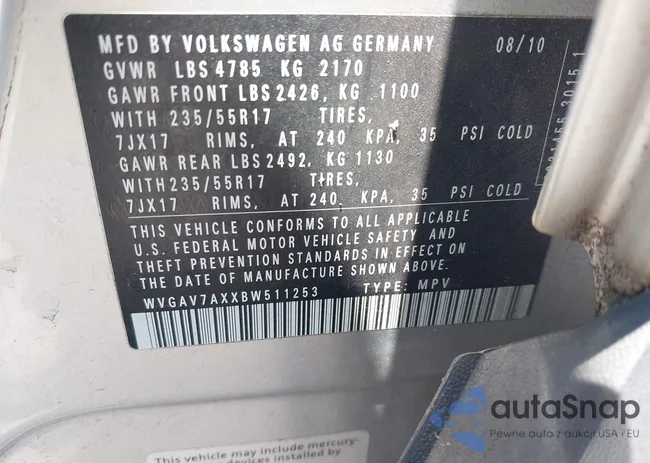 MFD BY VOLKSWAGEN AG GERMANY 08/10
GVWR LBS 4785 KG 2170
GAWR FRONT LBS 2426, KG 1100
WITH 235/55R17 TIRES,
7JX17 RIMS, AT 240 KPA, 35 PSI COLD
GAWR REAR LBS 2492, KG 1130
WITH 235/55R17 TIRES,
7JX17 RIMS, AT 240 KPA, 35 PSI COLD
THIS VEHICLE CONFORMS TO ALL APPLICABLE
U.S. FEDERAL MOTOR VEHICLE SAFETY AND
THEFT PREVENTION STANDARDS IN EFFECT ON
THE DATE OF MANUFACTURE SHOWN ABOVE.
WVGAV7AXXBW511253 TYPE: MPV
This vehicle may include mercury
devices installed by
autaSnap
Pewne auta z aukcji USA i EU